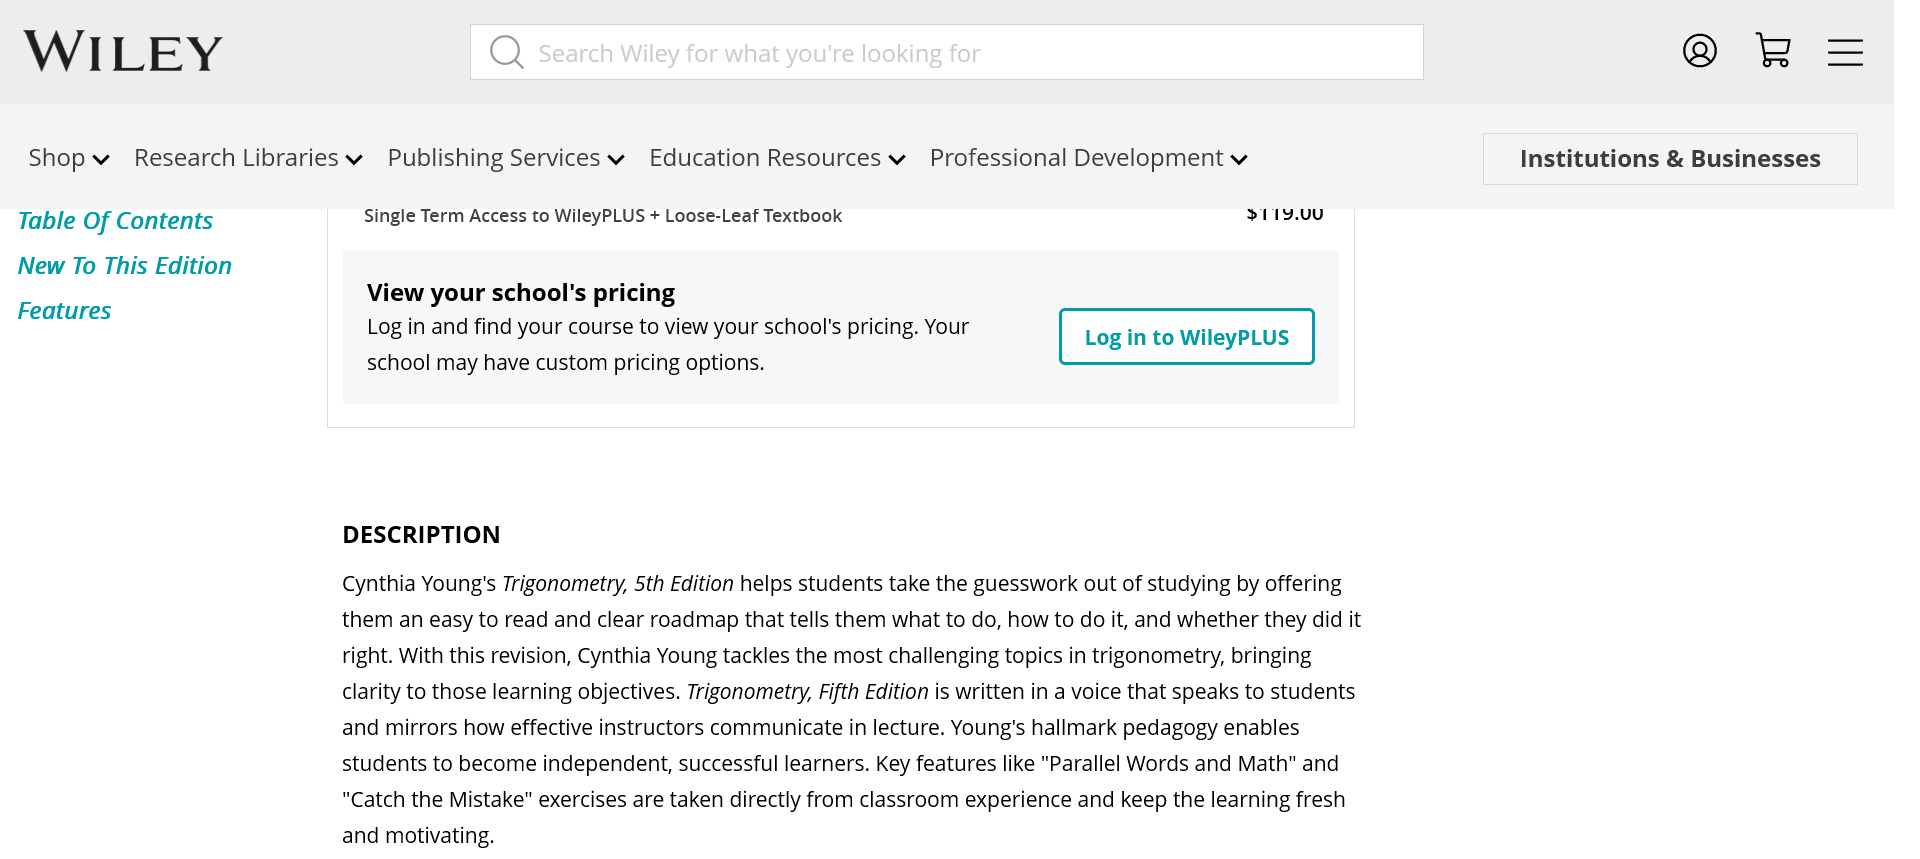 WILEY
Search Wiley for what you're looking for
Shop
Research Libraries
Publishing Services
Education Resources
Professional Development
Institutions & Businesses
Table Of Contents
New To This Edition
Features
Single Term Access to WileyPLUS + Loose-Leaf Textbook
$119.00
View your school's pricing
Log in and find your course to view your school's pricing. Your
school may have custom pricing options.
Log in to WileyPLUS
DESCRIPTION
Cynthia Young's Trigonometry, 5th Edition helps students take the guesswork out of studying by offering
them an easy to read and clear roadmap that tells them what to do, how to do it, and whether they did it
right. With this revision, Cynthia Young tackles the most challenging topics in trigonometry, bringing
clarity to those learning objectives. Trigonometry, Fifth Edition is written in a voice that speaks to students
and mirrors how effective instructors communicate in lecture. Young's hallmark pedagogy enables
students to become independent, successful learners. Key features like "Parallel Words and Math" and
"Catch the Mistake" exercises are taken directly from classroom experience and keep the learning fresh
and motivating.